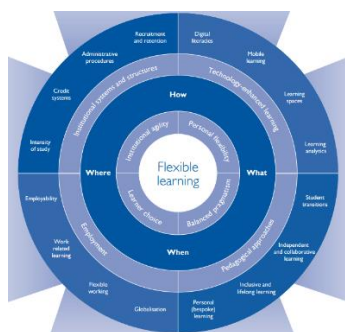 Recruitment
and retention
Digital
literacies
Administrative
procedures
Mobile
learning
Credit
systems
Learning
spaces
Intensity
of study
Learning
analytics
Institutional systems and structures
Technology-enhanced learning
How
Institutional agility
Personal flexibility
Where
Flexible
learning
What
Learner choice
Balanced pragmatism
When
Employment
Pedagogical approaches
Employability
Student
transitions
Work
related
learning
Independent
and collaborative
learning
Flexible
working
Inclusive and
lifelong learning
Globalisation
Personal
(bespoke)
learning